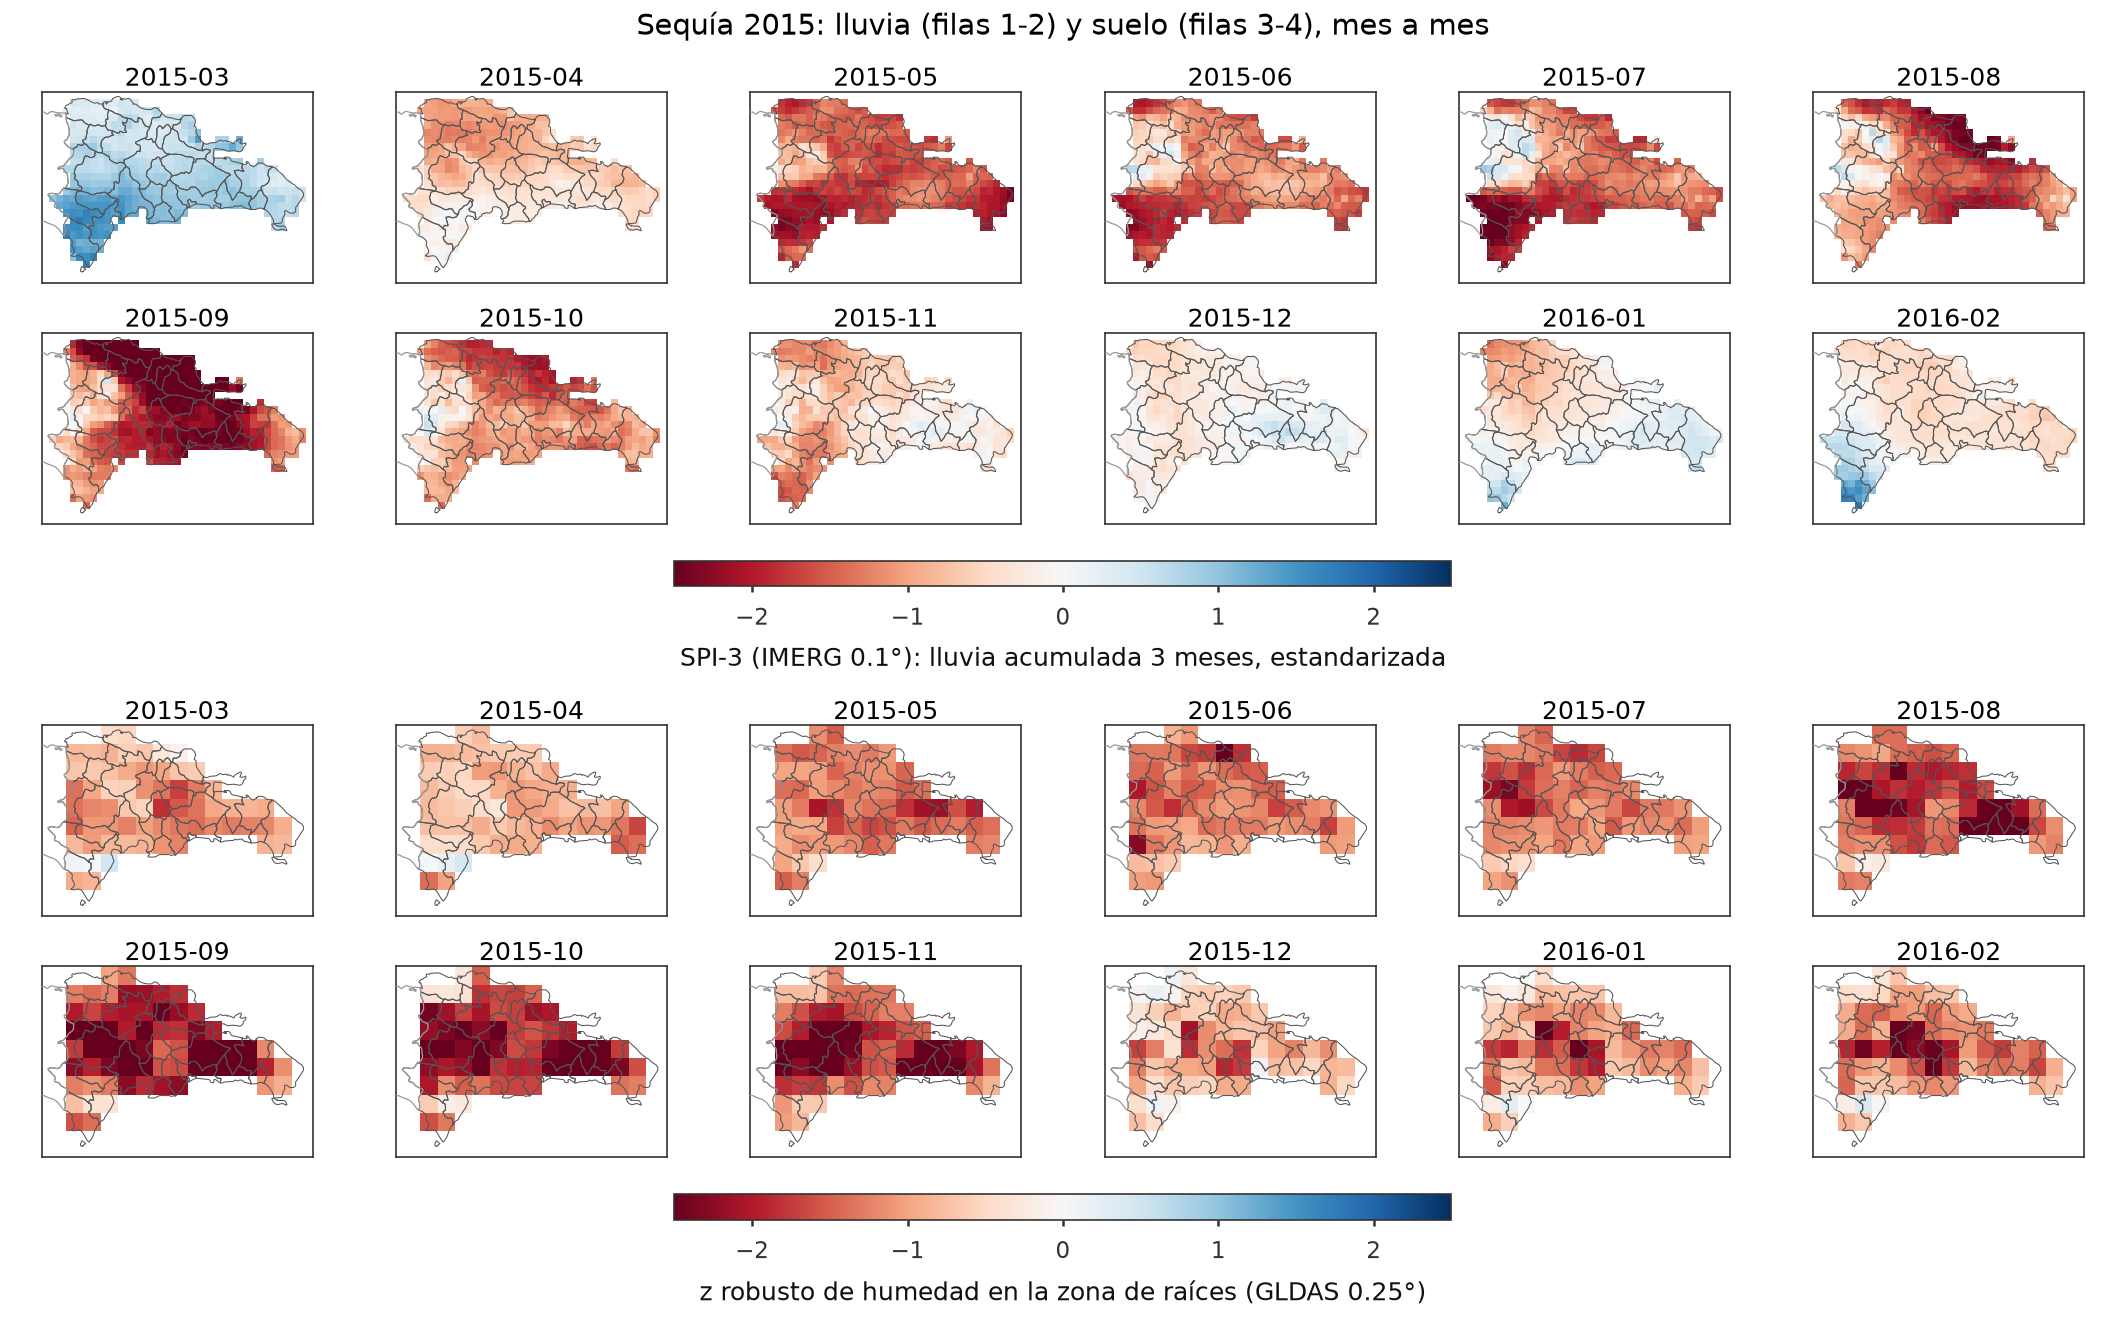 Sequía 2015: lluvia (filas 1-2) y suelo (filas 3-4), mes a mes
2015-03 2015-04 2015-05 2015-06 2015-07 2015-08
2015-09 2015-10 2015-11 2015-12 2016-01 2016-02
−2 −1 0 1 2
SPI-3 (IMERG 0.1°): lluvia acumulada 3 meses, estandarizada
2015-03 2015-04 2015-05 2015-06 2015-07 2015-08
2015-09 2015-10 2015-11 2015-12 2016-01 2016-02
−2 −1 0 1 2
z robusto de humedad en la zona de raíces (GLDAS 0.25°)